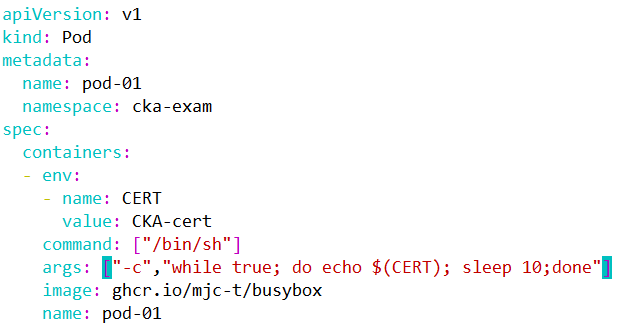 apiVersion: v1
kind: Pod
metadata:
  name: pod-01
  namespace: cka-exam
spec:
  containers:
  - env:
    - name: CERT
      value: CKA-cert
    command: ["/bin/sh"]
    args: ["-c","while true; do echo $(CERT); sleep 10;done"]
    image: ghcr.io/mjc-t/busybox
    name: pod-01